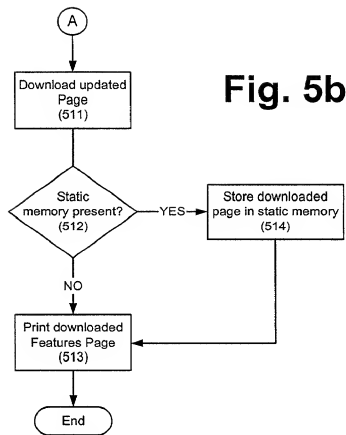 A
Download updated
Page
(511)
Fig. 5b
Static
memory present?
(512)
YES
Store downloaded
page in static memory
(514)
NO
Print downloaded
Features Page
(513)
End